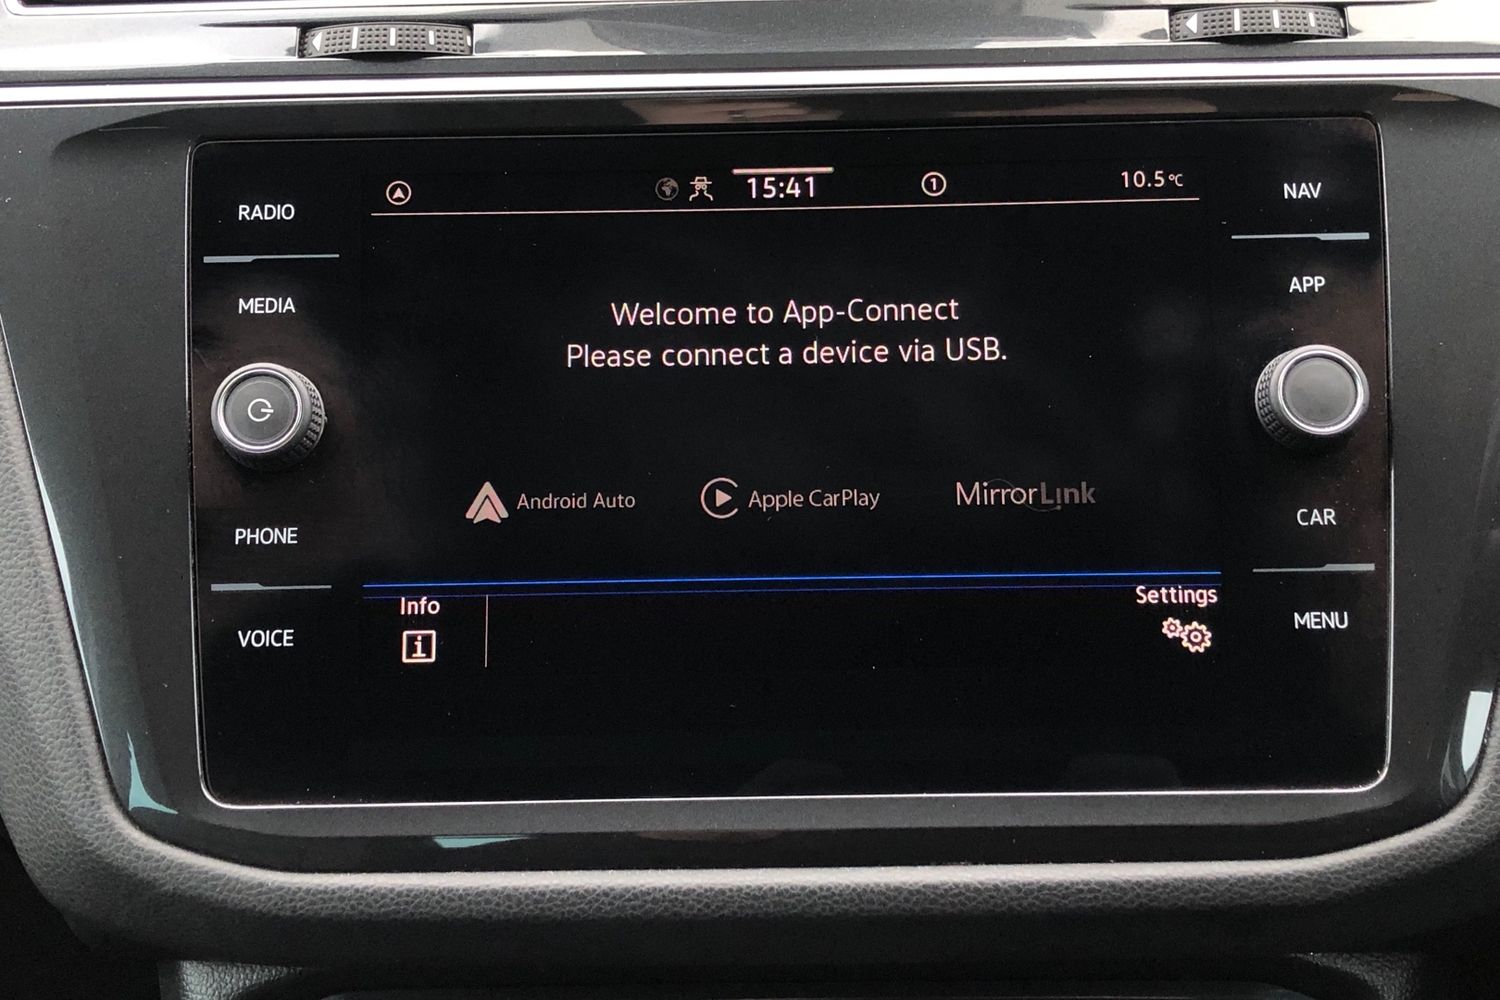 15:41
1
10.5°C
RADIO
MEDIA
PHONE
VOICE
Welcome to App-Connect
Please connect a device via USB.
Android Auto
Apple CarPlay
MirrorLink
Info
i
Settings
NAV
APP
CAR
MENU